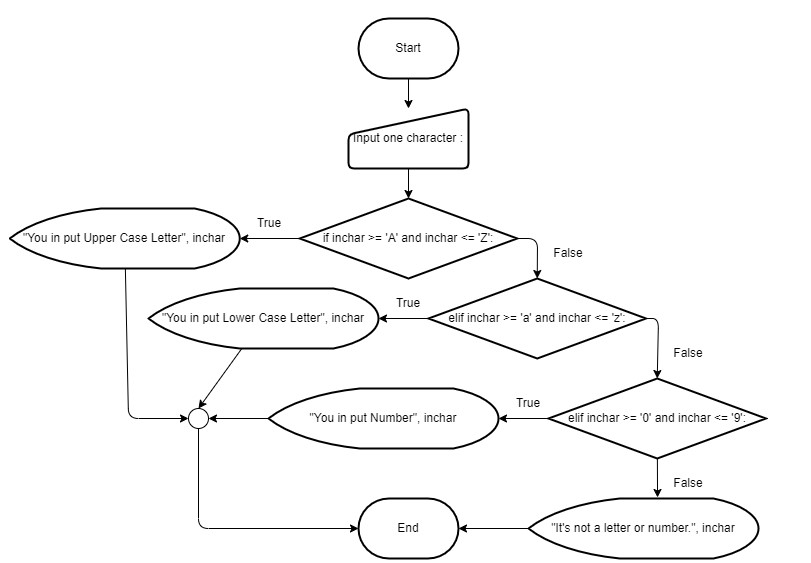 Start
Input one character :
if inchar >= 'A' and inchar <= 'Z':
True
"You in put Upper Case Letter", inchar
False
elif inchar >= 'a' and inchar <= 'z':
True
"You in put Lower Case Letter", inchar
False
elif inchar >= '0' and inchar <= '9':
True
"You in put Number", inchar
False
"It's not a letter or number.", inchar
End